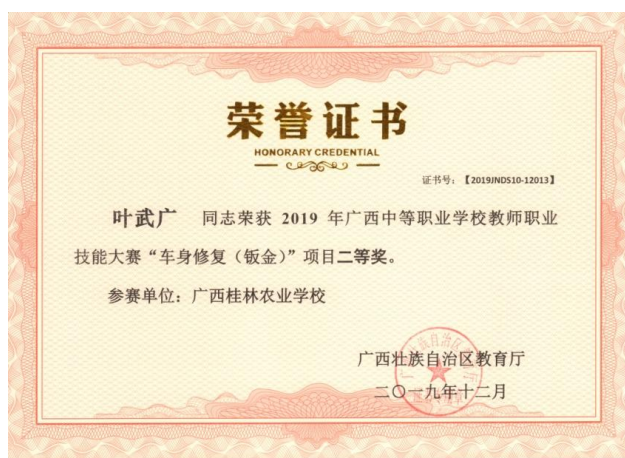 荣誉证书
HONORARY CREDENTIAL
证书号：【2019JNDS10-12013】
叶武广 同志荣获 2019 年广西中等职业学校教师职业
技能大赛“车身修复（钣金）”项目二等奖。
参赛单位：广西桂林农业学校
广西壮族自治区教育厅
二〇一九年十二月